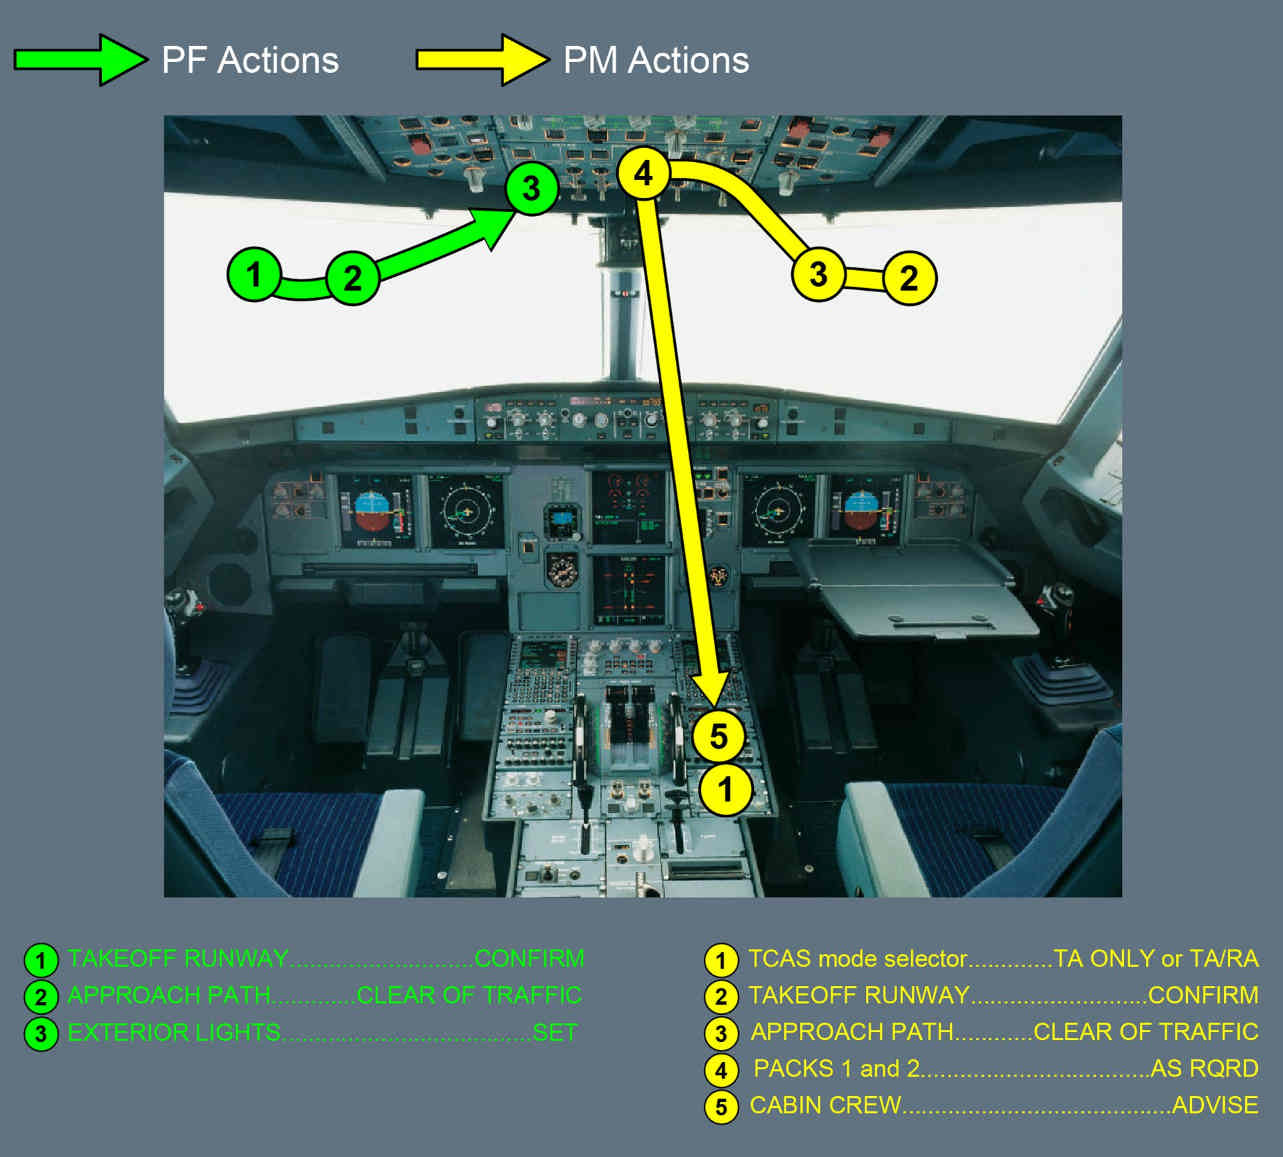 PF Actions
PM Actions
4
3
1
2
3
2
5
1
1 TAKEOFF RUNWAY............................CONFIRM
2 APPROACH PATH.............CLEAR OF TRAFFIC
3 EXTERIOR LIGHTS......................................SET
1 TCAS mode selector.............TA ONLY or TA/RA
2 TAKEOFF RUNWAY...........................CONFIRM
3 APPROACH PATH............CLEAR OF TRAFFIC
4 PACKS 1 and 2...................................AS RQRD
5 CABIN CREW.........................................ADVISE